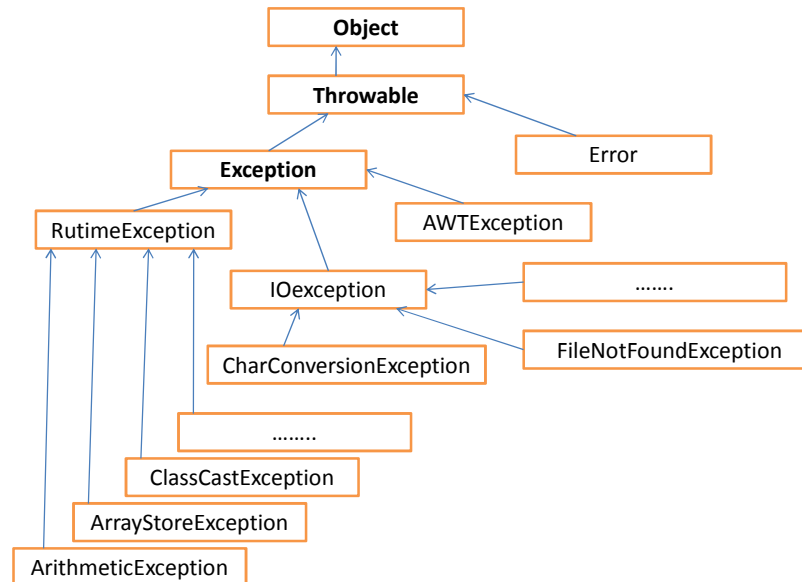 Object
Throwable
Error
Exception
AWTException
RutimeException
IOexception
…….
FileNotFoundException
CharConversionException
……..
ClassCastException
ArrayStoreException
ArithmeticException